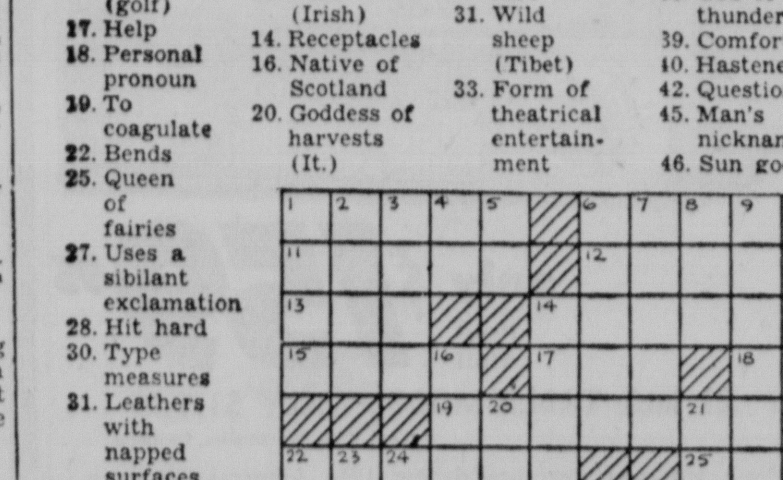 (golf)
17. Help
18. Personal
pronoun
19. To
coagulate
22. Bends
25. Queen
of
fairies
27. Uses a
sibilant
exclamation
28. Hit hard
30. Type
measures
31. Leathers
with
napped
surfaces
(Irish)
14. Receptacles
16. Native of
Scotland
20. Goddess of
harvests
(It.)
31. Wild
sheep
(Tibet)
33. Form of
theatrical
entertain-
ment
thunder
39. Comfor
40. Hastene
42. Questio
45. Man's
nicknam
46. Sun go
1 2 3 4 5 6 7 8 9
11 12
13 14
15 16 17 18
19 20 21
22 23 24 25